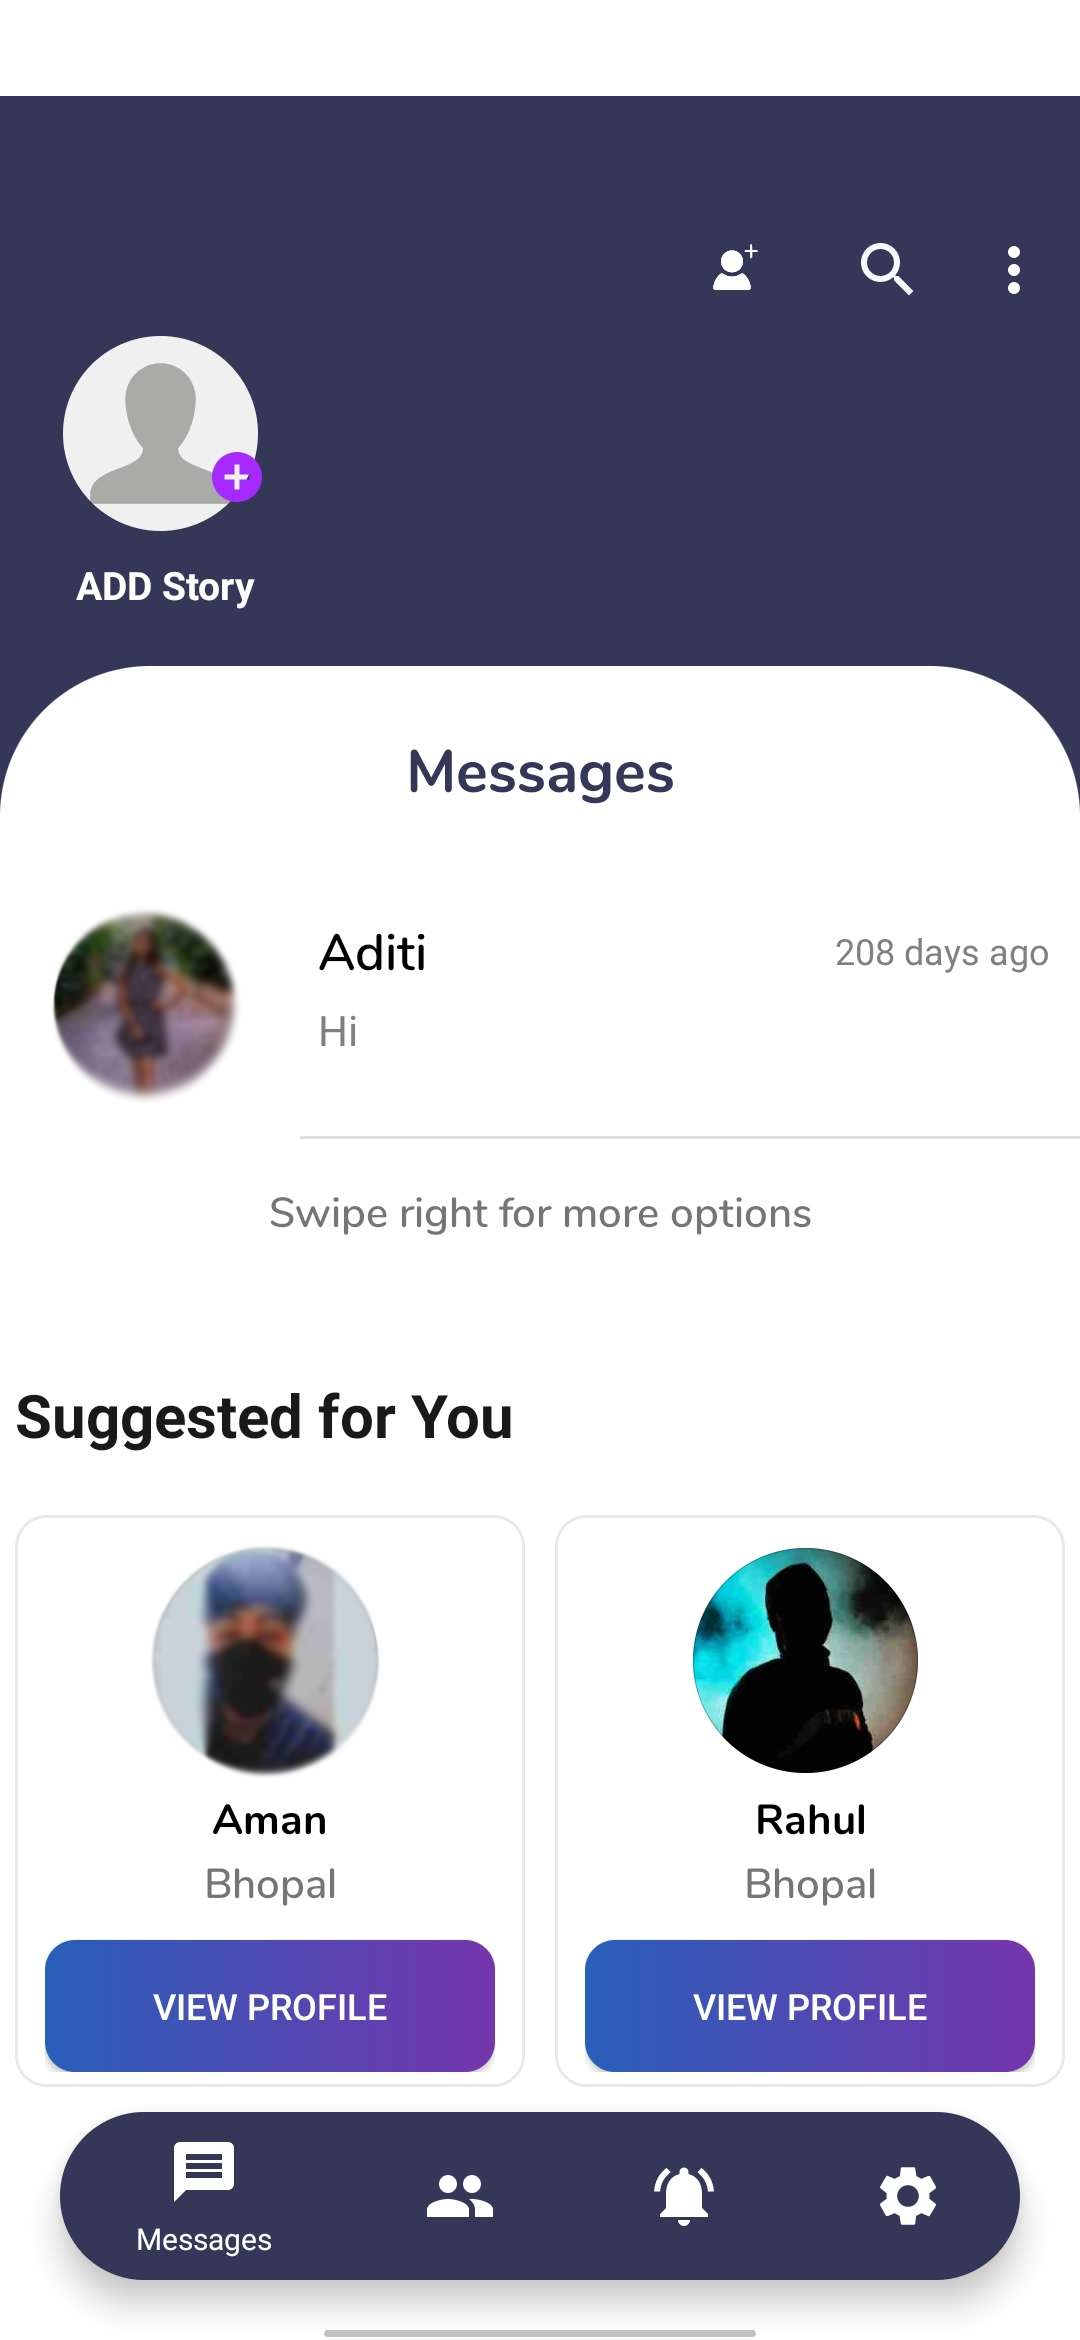 ADD Story
Messages
Aditi
208 days ago
Hi
Swipe right for more options
Suggested for You
Aman
Bhopal
VIEW PROFILE
Rahul
Bhopal
VIEW PROFILE
Messages